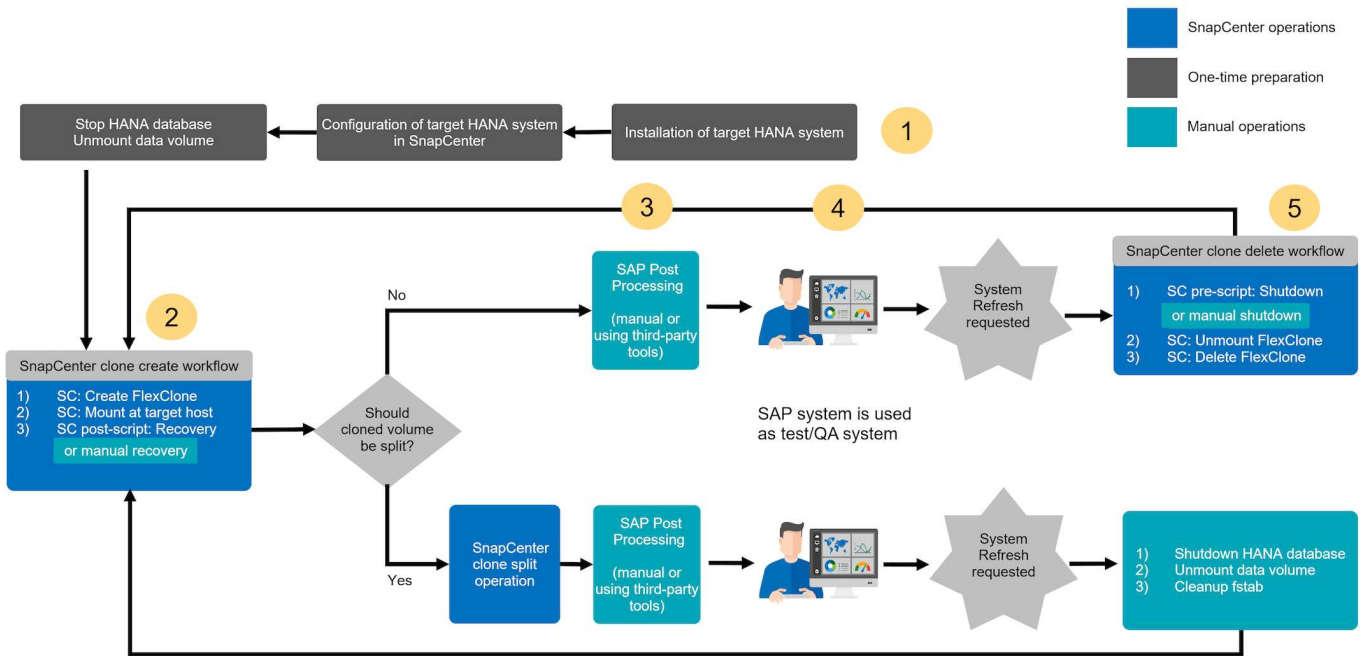 SnapCenter operations
One-time preparation
Manual operations
Stop HANA database
Unmount data volume
Configuration of target HANA system
in SnapCenter
Installation of target HANA system
1
3
4
5
SnapCenter clone delete workflow
1) SC pre-script: Shutdown
or manual shutdown
2) SC: Unmount FlexClone
3) SC: Delete FlexClone
SAP Post
Processing
(manual or
using third-party
tools)
System
Refresh
requested
No
2
SnapCenter clone create workflow
1) SC: Create FlexClone
2) SC: Mount at target host
3) SC post-script: Recovery
or manual recovery
Should
cloned volume
be split?
SAP system is used
as test/QA system
Yes
SnapCenter
clone split
operation
SAP Post
Processing
(manual or
using third-party
tools)
System
Refresh
requested
1) Shutdown HANA database
2) Unmount data volume
3) Cleanup fstab